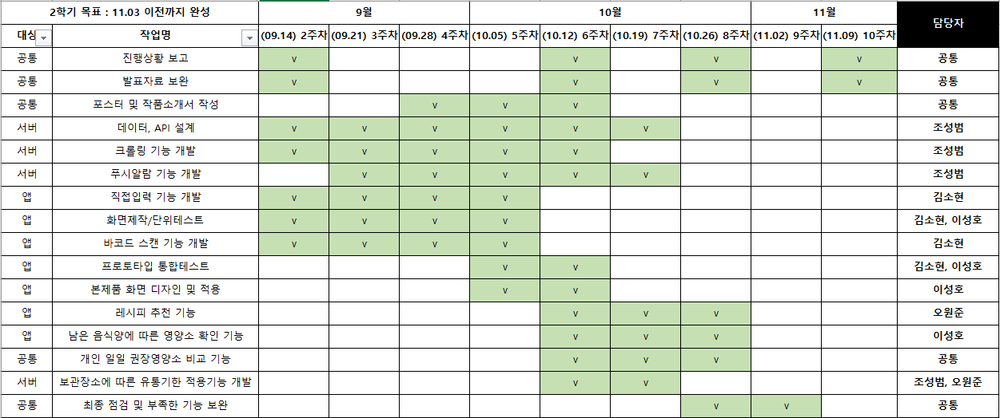 2학기 목표 : 11.03 이전까지 완성 9월 10월 11월 담당자
대상 작업명 (09.14) 2주차 (09.21) 3주차 (09.28) 4주차 (10.05) 5주차 (10.12) 6주차 (10.19) 7주차 (10.26) 8주차 (11.02) 9주차 (11.09) 10주차
공통 진행상황 보고 v v v v 공통
공통 발표자료 보완 v v v v 공통
공통 포스터 및 작품소개서 작성 v v v 공통
서버 데이터, API 설계 v v v v v v 조성범
서버 크롤링 기능 개발 v v v v v 조성범
서버 푸시알람 기능 개발 v v v v v 조성범
앱 직접입력 기능 개발 v v v v 김소현
앱 화면제작/단위테스트 v v v v 김소현, 이성호
앱 바코드 스캔 기능 개발 v v v v 김소현
앱 프로토타입 통합테스트 v v 김소현, 이성호
앱 본제품 화면 디자인 및 적용 v v 이성호
앱 레시피 추천 기능 v v v 오원준
앱 남은 음식양에 따른 영양소 확인 기능 v v v 이성호
공통 개인 일일 권장영양소 비교 기능 v v v 공통
서버 보관장소에 따른 유통기한 적용기능 개발 v v 조성범, 오원준
공통 최종 점검 및 부족한 기능 보완 v v 공통